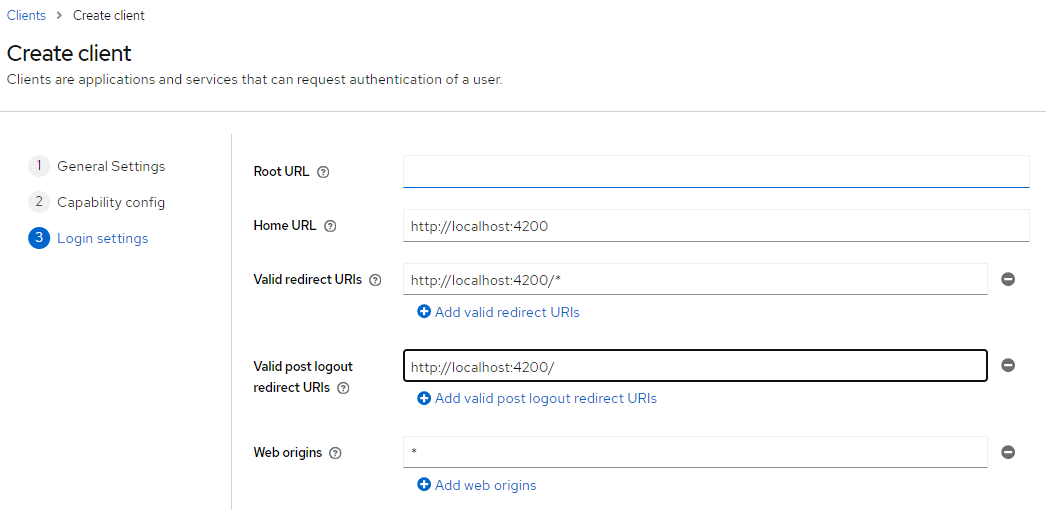 Clients > Create client
Create client
Clients are applications and services that can request authentication of a user.
1 General Settings
2 Capability config
3 Login settings
Root URL
Home URL
http://localhost:4200
Valid redirect URIs
http://localhost:4200/*
Add valid redirect URIs
Valid post logout
redirect URIs
http://localhost:4200/
Add valid post logout redirect URIs
Web origins
*
Add web origins